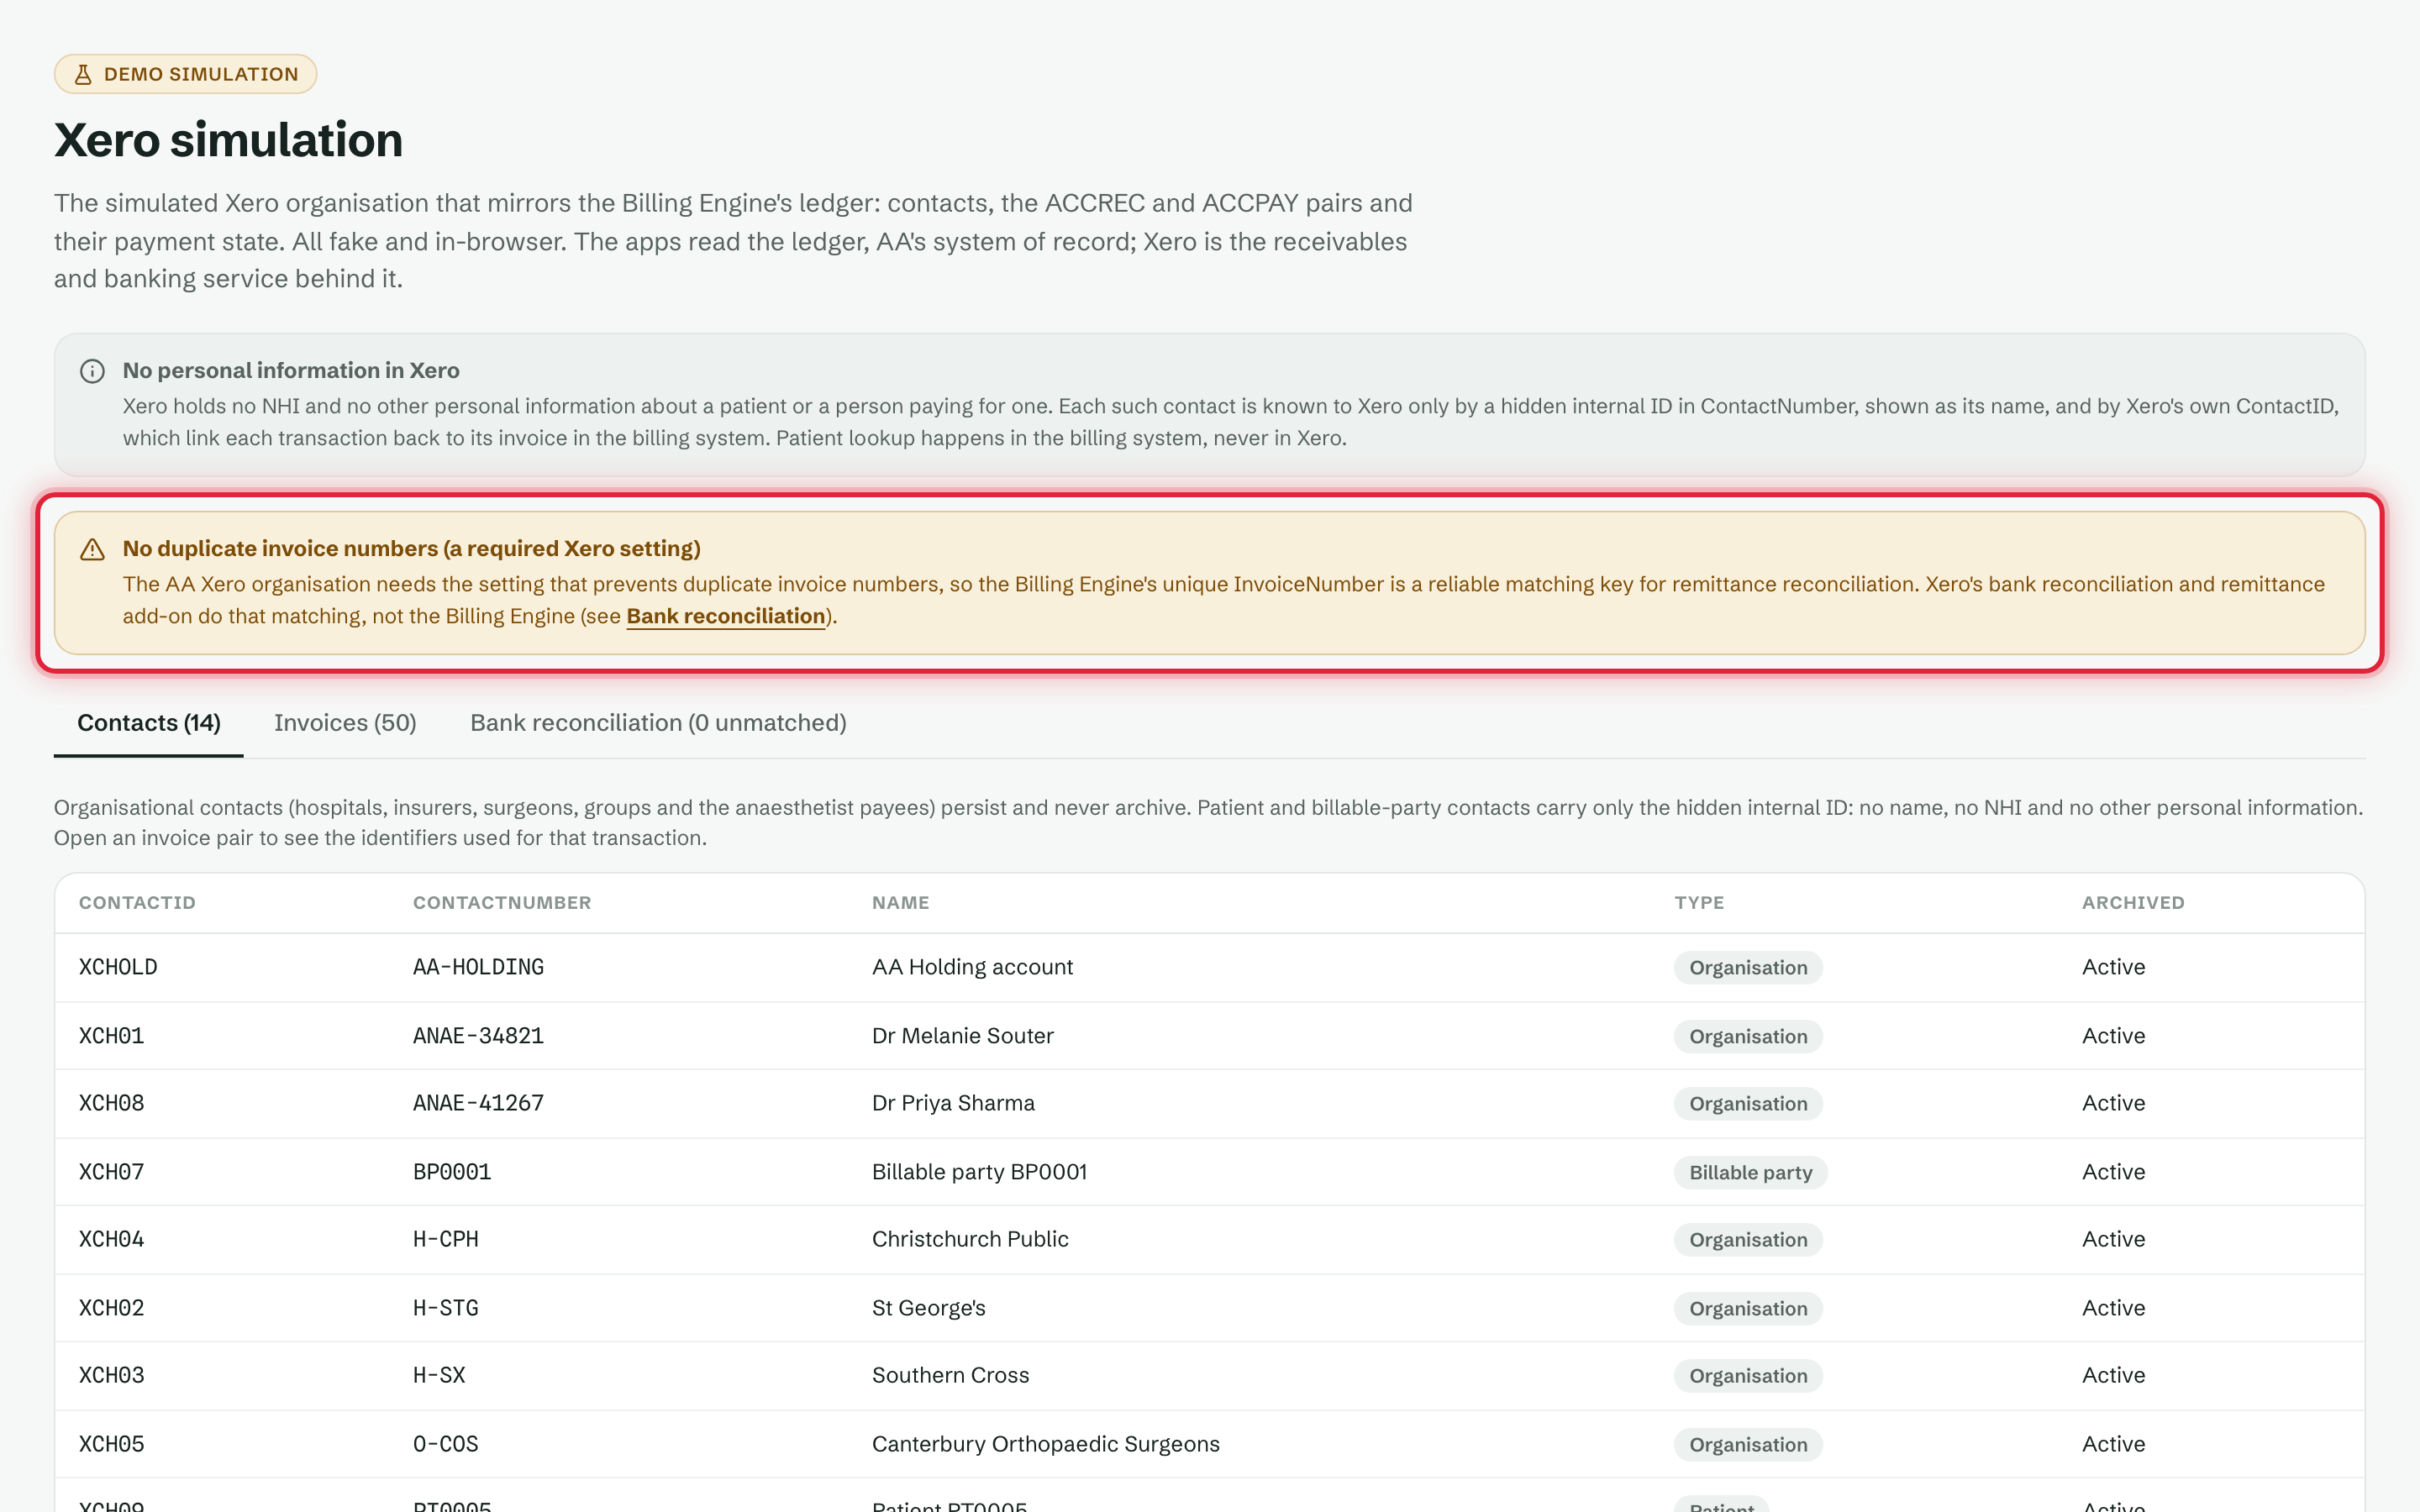 DEMO SIMULATION
Xero simulation
The simulated Xero organisation that mirrors the Billing Engine's ledger: contacts, the ACCREC and ACCPAY pairs and
their payment state. All fake and in-browser. The apps read the ledger, AA's system of record; Xero is the receivables
and banking service behind it.
No personal information in Xero
Xero holds no NHI and no other personal information about a patient or a person paying for one. Each such contact is known to Xero only by a hidden internal ID in ContactNumber, shown as its name, and by Xero's own ContactID,
which link each transaction back to its invoice in the billing system. Patient lookup happens in the billing system, never in Xero.
No duplicate invoice numbers (a required Xero setting)
The AA Xero organisation needs the setting that prevents duplicate invoice numbers, so the Billing Engine's unique InvoiceNumber is a reliable matching key for remittance reconciliation. Xero's bank reconciliation and remittance
add-on do that matching, not the Billing Engine (see Bank reconciliation).
Contacts (14) Invoices (50) Bank reconciliation (0 unmatched)
Organisational contacts (hospitals, insurers, surgeons, groups and the anaesthetist payees) persist and never archive. Patient and billable-party contacts carry only the hidden internal ID: no name, no NHI and no other personal information.
Open an invoice pair to see the identifiers used for that transaction.
CONTACTID CONTACTNUMBER NAME TYPE ARCHIVED
XCHOLD AA-HOLDING AA Holding account Organisation Active
XCH01 ANAE-34821 Dr Melanie Souter Organisation Active
XCH08 ANAE-41267 Dr Priya Sharma Organisation Active
XCH07 BP0001 Billable party BP0001 Billable party Active
XCH04 H-CPH Christchurch Public Organisation Active
XCH02 H-STG St George's Organisation Active
XCH03 H-SX Southern Cross Organisation Active
XCH05 O-COS Canterbury Orthopaedic Surgeons Organisation Active
XCH09 PT0005 Patient PT0005 Patient Active